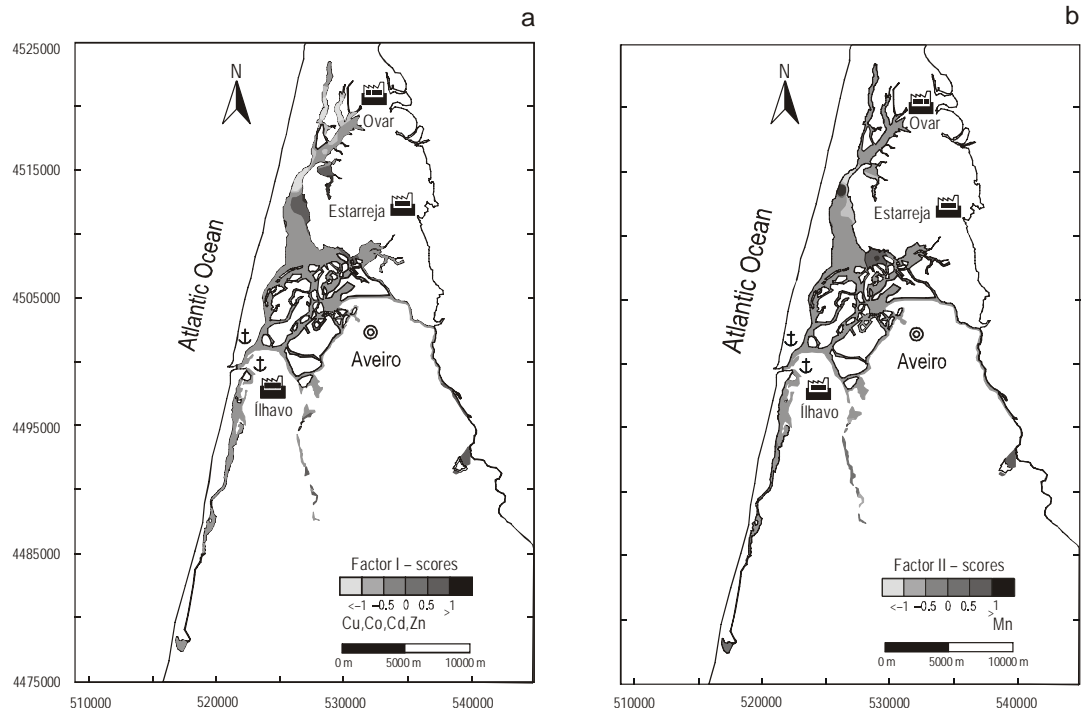 a
b
4525000
4515000
4505000
4495000
4485000
4475000
N
Ovar
Estarreja
Atlantic Ocean
Aveiro
Ílhavo
Factor I – scores
<–1 –0.5 0 0.5 >1
Cu,Co,Cd,Zn
0 m 5000 m 10000 m
510000 520000 530000 540000
N
Ovar
Estarreja
Atlantic Ocean
Aveiro
Ílhavo
Factor II – scores
<–1 –0.5 0 0.5 >1
Mn
0 m 5000 m 10000 m
510000 520000 530000 540000